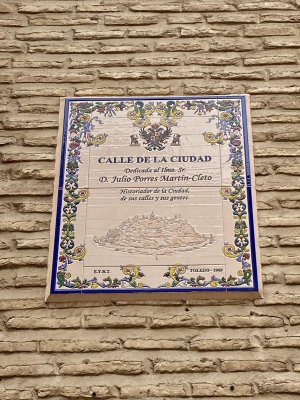 CALLE DE LA CIUDAD
Dedicada al Ilmo. Sr.
D. Julio Porres Martín-Cleto
Historiador de la Ciudad,
de sus calles y sus gentes.
TOLEDO - 2003